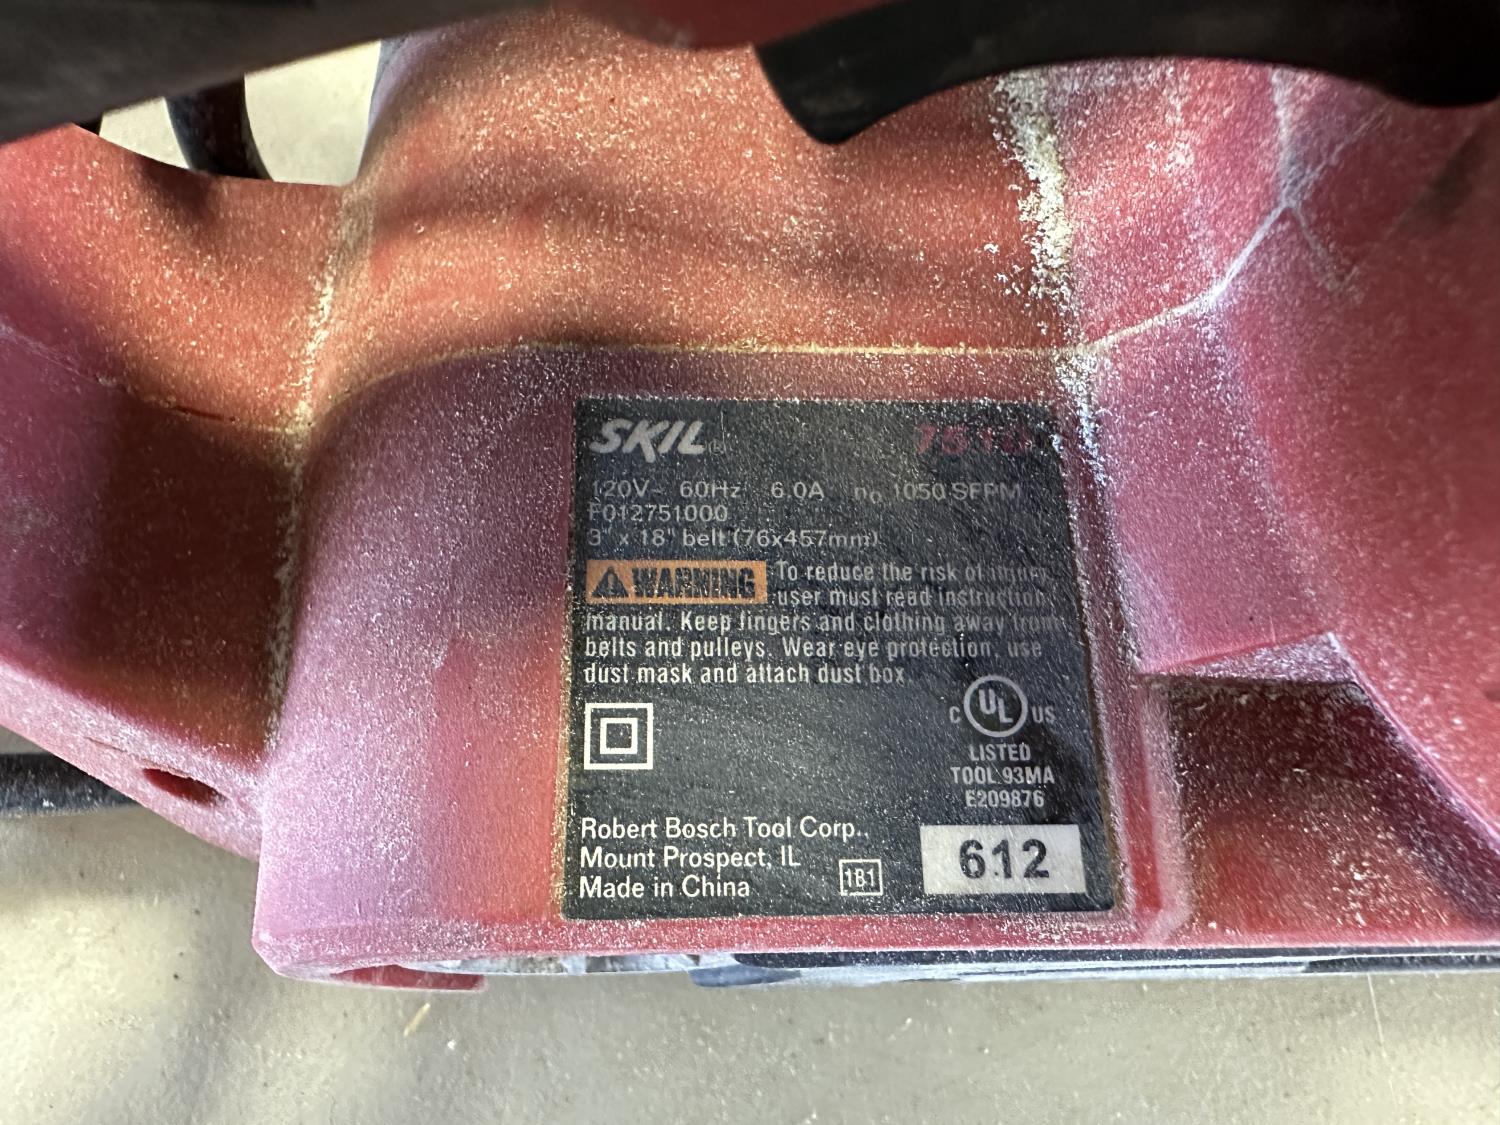 SKIL 7510
120V~ 60Hz 6.0A n₀ 1050 SFPM
F012751000
3" x 18" belt (76x457mm)
WARNING To reduce the risk of injury
user must read instruction
manual. Keep fingers and clothing away from
belts and pulleys. Wear eye protection, use
dust mask and attach dust box
C UL US
LISTED
TOOL 93MA
E209876
Robert Bosch Tool Corp.,
Mount Prospect, IL
Made in China
1B1
612